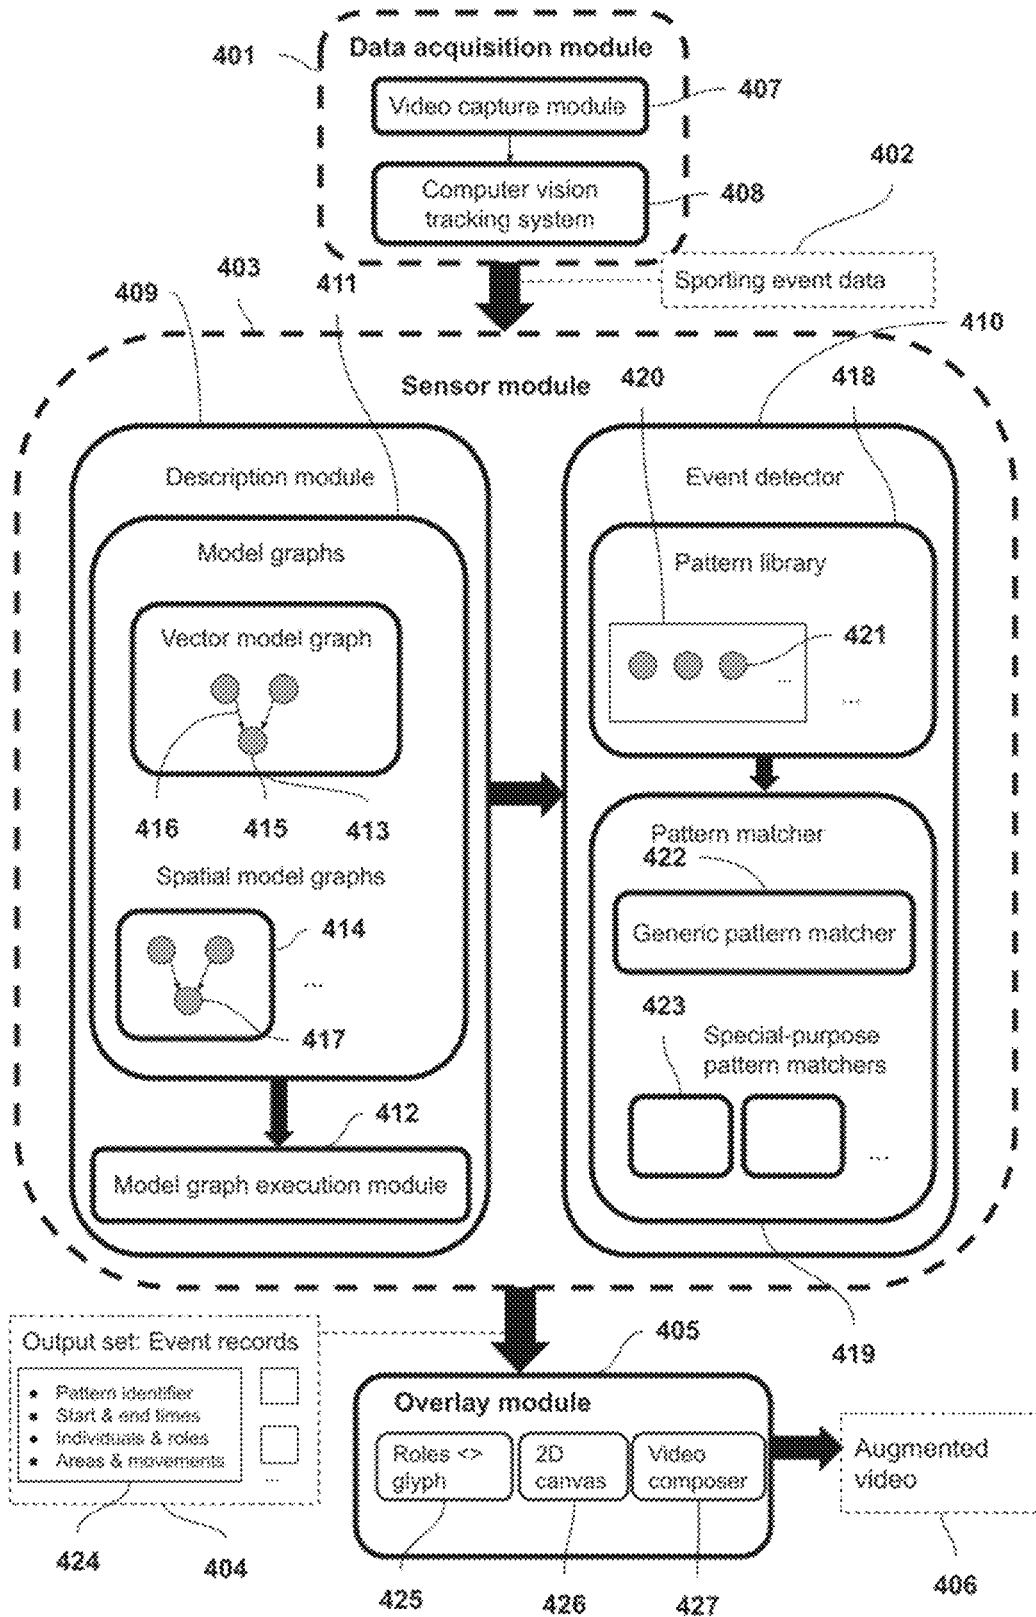 401
Data acquisition module
Video capture module
407
Computer vision
tracking system
408
402
Sporting event data
403
411
409
410
Sensor module
420
418
Description module
Event detector
Model graphs
Pattern library
Vector model graph
421
...
...
416
415
413
Pattern matcher
422
Spatial model graphs
Generic pattern matcher
414
...
423
Special-purpose
pattern matchers
417
412
...
Model graph execution module
Output set: Event records
405
419
• Pattern identifier
• Start & end times
• Individuals & roles
• Areas & movements
...
Overlay module
Roles <>
glyph
2D
canvas
Video
composer
Augmented
video
424
404
425
426
427
406